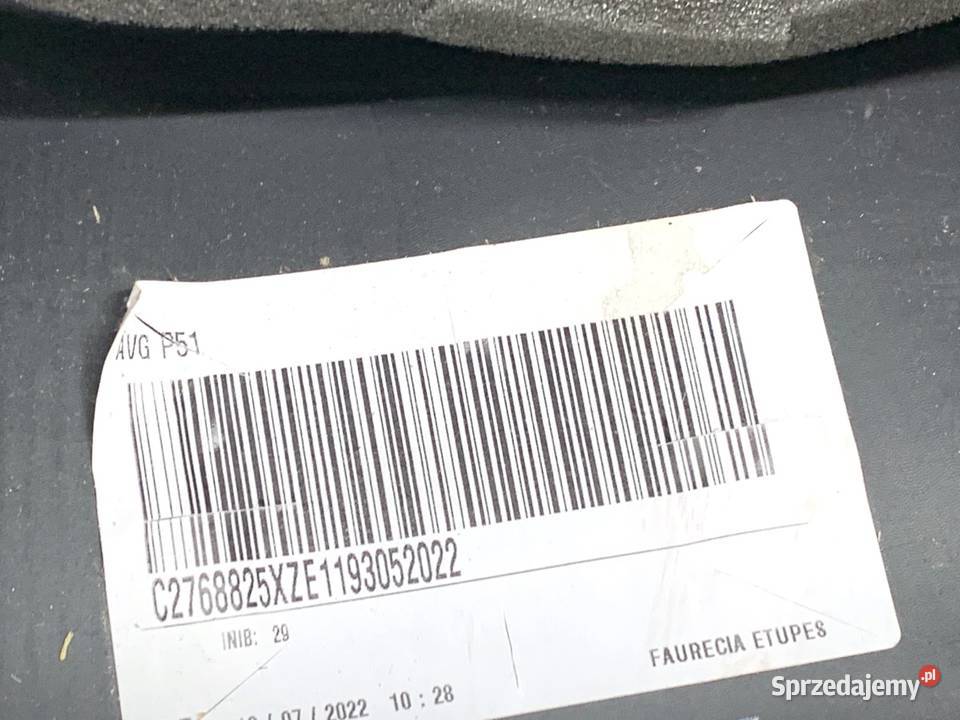 AVG P51
C2768825XZE1193052022
INIB: 29
FAURECIA ETUPES
/ 07 / 2022 10 : 28
Sprzedajemy.pl